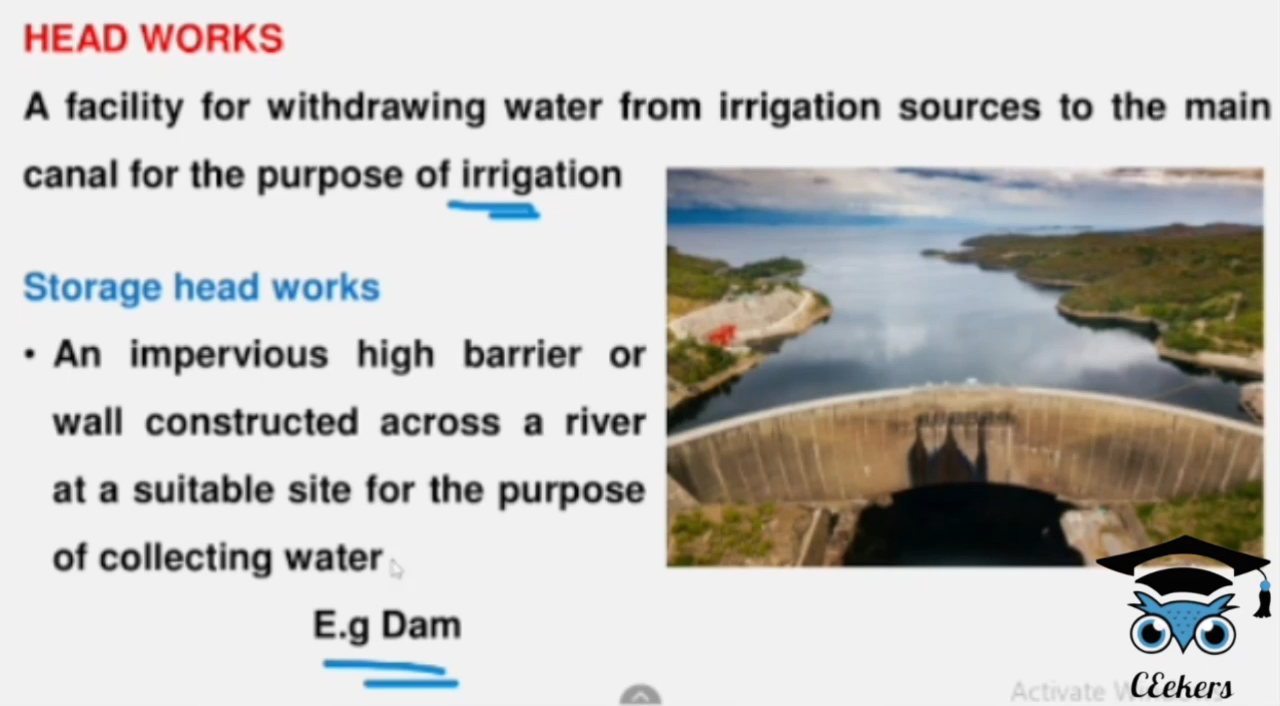 HEAD WORKS
A facility for withdrawing water from irrigation sources to the main
canal for the purpose of irrigation
Storage head works
• An impervious high barrier or
wall constructed across a river
at a suitable site for the purpose
of collecting water
E.g Dam
Activate
CEekers